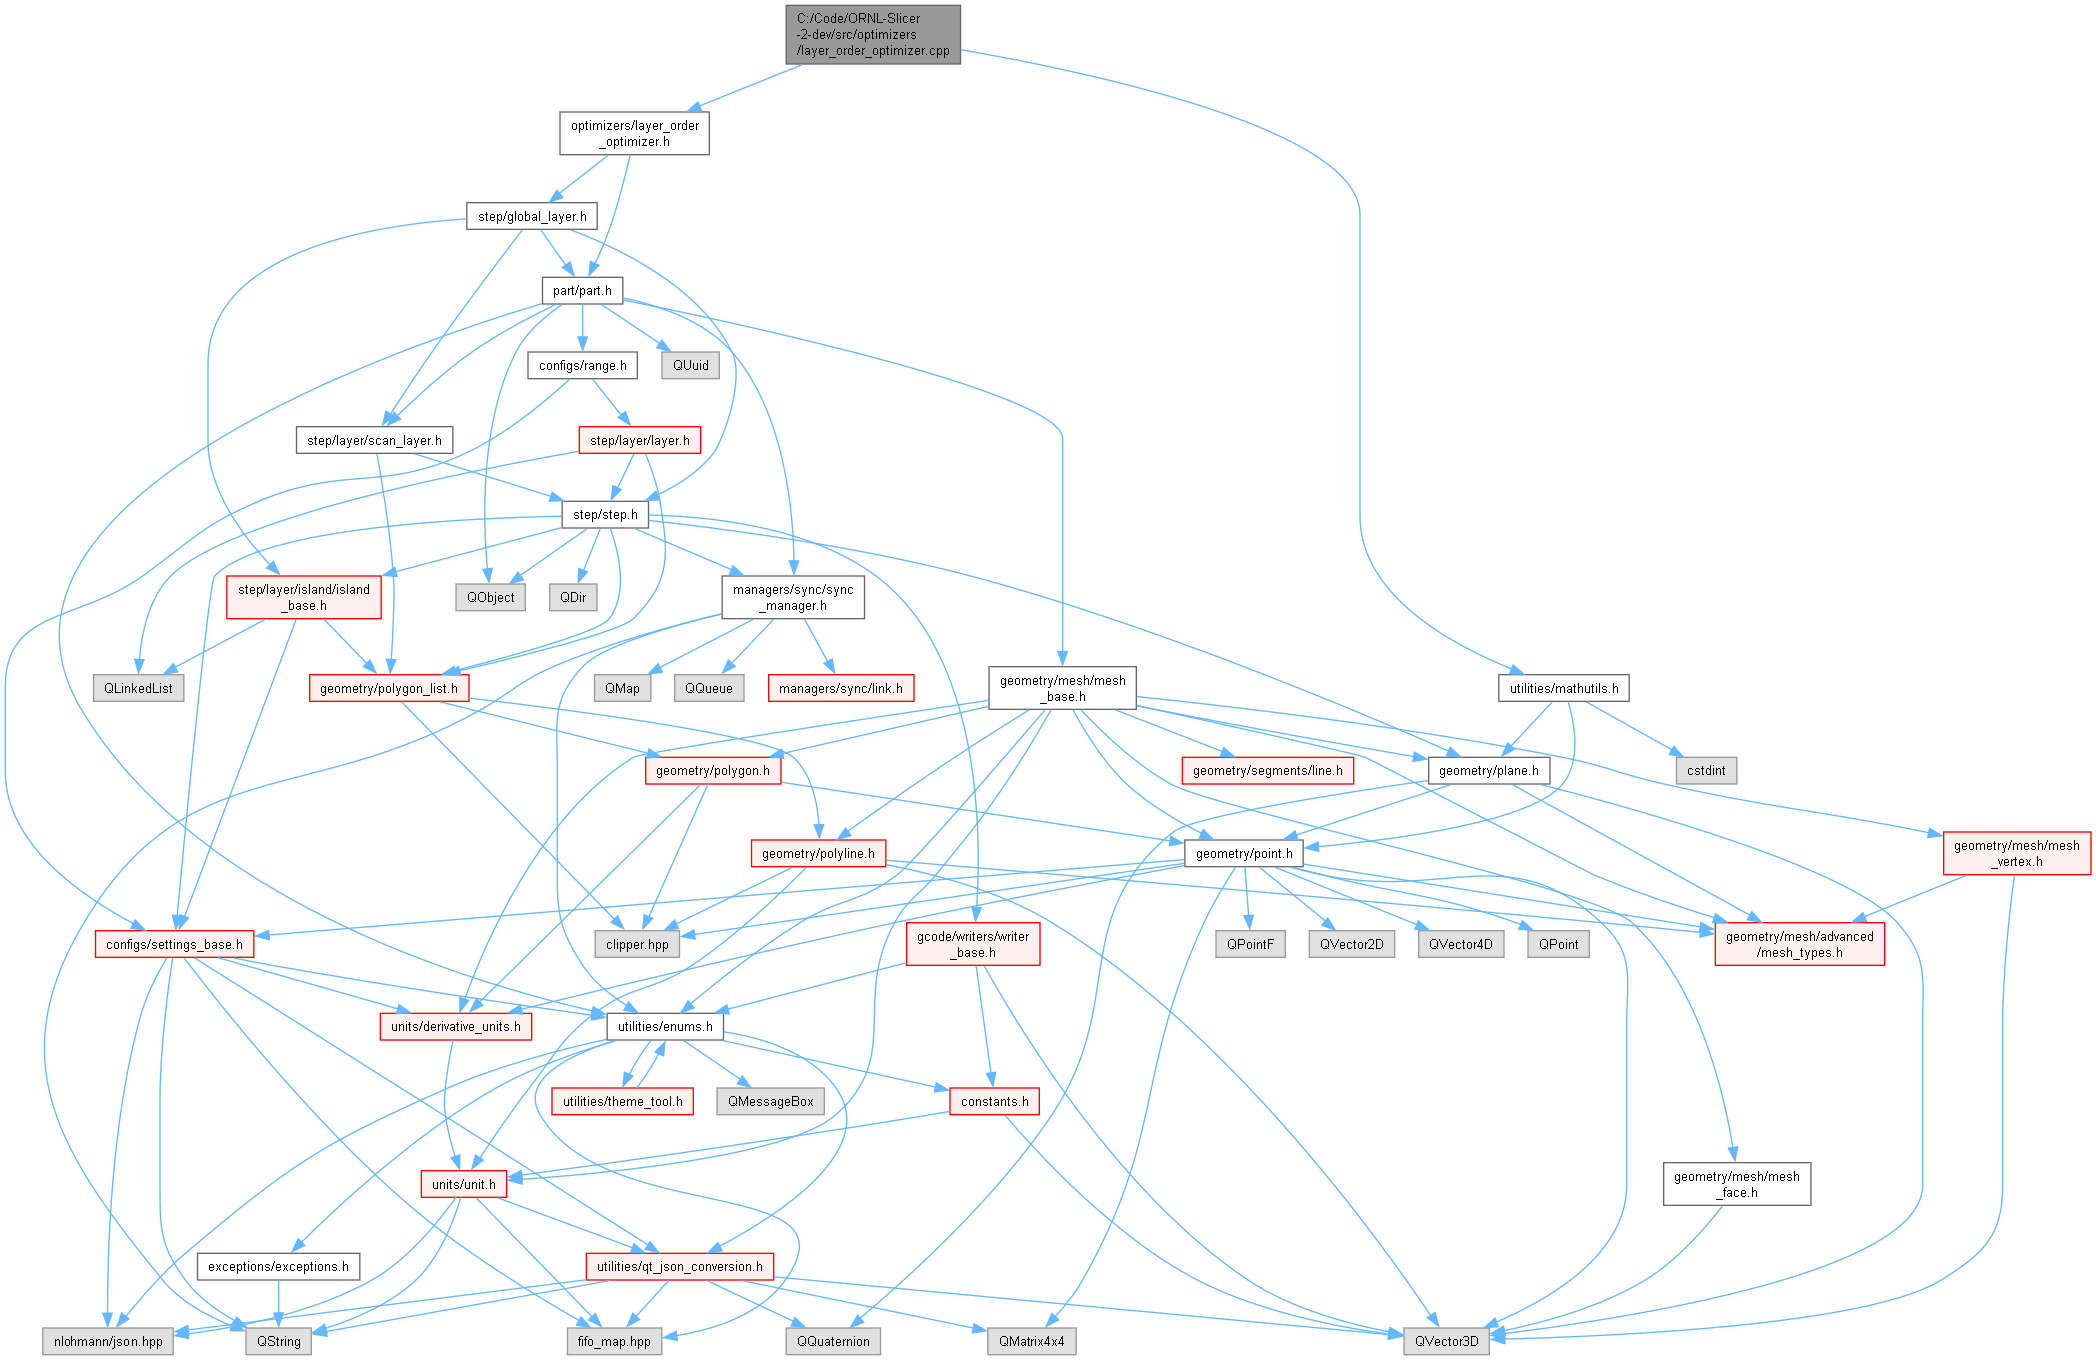 C:/Code/ORNL-Slicer
-2-dev/src/optimizers
/layer_order_optimizer.cpp
optimizers/layer_order
_optimizer.h
step/global_layer.h
part/part.h
configs/range.h
QUuid
step/layer/scan_layer.h
step/layer/layer.h
step/step.h
step/layer/island/island
_base.h
QObject
QDir
managers/sync/sync
_manager.h
QLinkedList
geometry/polygon_list.h
QMap
QQueue
managers/sync/link.h
geometry/mesh/mesh
_base.h
utilities/mathutils.h
geometry/polygon.h
geometry/segments/line.h
geometry/plane.h
cstdint
geometry/polyline.h
geometry/point.h
geometry/mesh/mesh
_vertex.h
configs/settings_base.h
clipper.hpp
gcode/writers/writer
_base.h
QPointF
QVector2D
QVector4D
QPoint
geometry/mesh/advanced
/mesh_types.h
units/derivative_units.h
utilities/enums.h
utilities/theme_tool.h
QMessageBox
constants.h
units/unit.h
geometry/mesh/mesh
_face.h
exceptions/exceptions.h
utilities/qt_json_conversion.h
nlohmann/json.hpp
QString
fifo_map.hpp
QQuaternion
QMatrix4x4
QVector3D